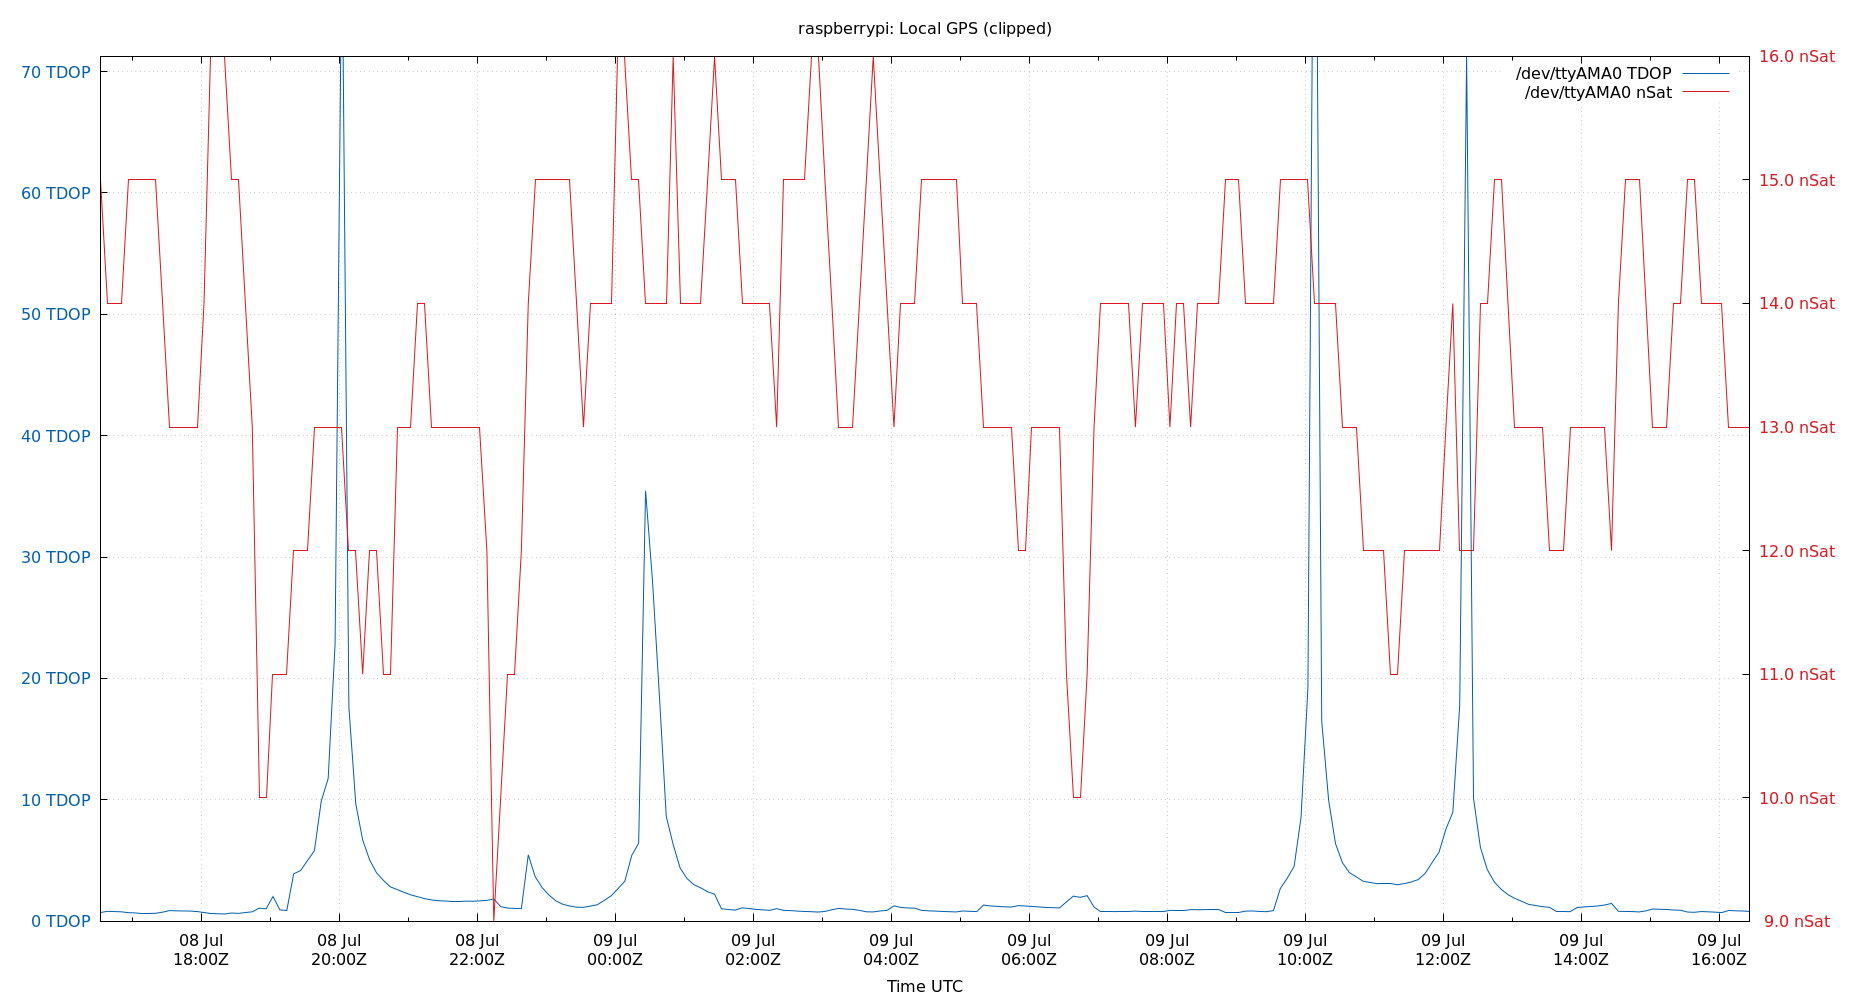 raspberrypi: Local GPS (clipped)
/dev/ttyAMA0 TDOP
/dev/ttyAMA0 nSat
70 TDOP
60 TDOP
50 TDOP
40 TDOP
30 TDOP
20 TDOP
10 TDOP
0 TDOP
16.0 nSat
15.0 nSat
14.0 nSat
13.0 nSat
12.0 nSat
11.0 nSat
10.0 nSat
9.0 nSat
08 Jul 08 Jul 08 Jul 09 Jul 09 Jul 09 Jul 09 Jul 09 Jul 09 Jul 09 Jul 09 Jul 09 Jul
18:00Z 20:00Z 22:00Z 00:00Z 02:00Z 04:00Z 06:00Z 08:00Z 10:00Z 12:00Z 14:00Z 16:00Z
Time UTC